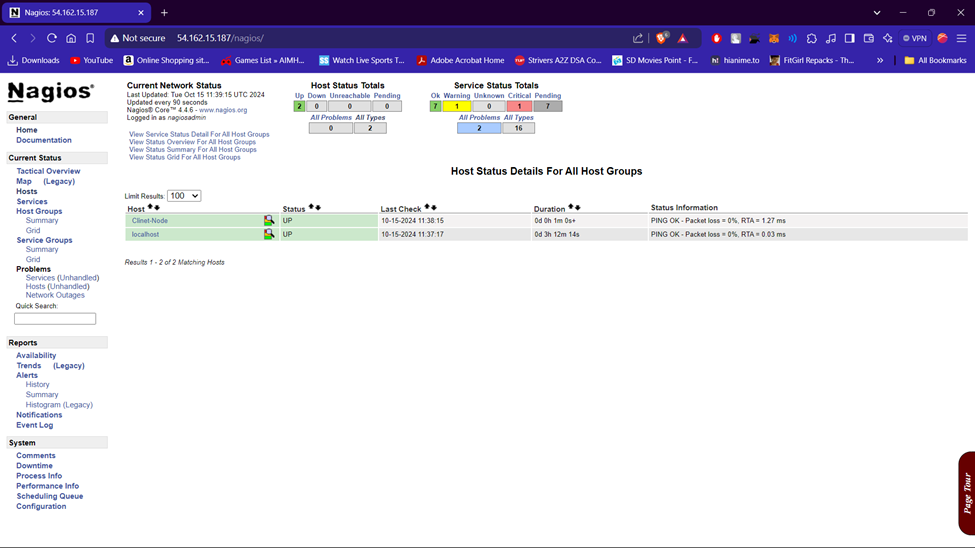 Nagios: 54.162.15.187
Not secure 54.162.15.187/nagios/
VPN
Downloads YouTube Online Shopping sit... Games List » AIMH... Watch Live Sports T... Adobe Acrobat Home Strivers A2Z DSA Co... SD Movies Point - F... hianime.to FitGirl Repacks - Th... » All Bookmarks
Nagios®
General
Home
Documentation
Current Status
Tactical Overview
Map (Legacy)
Hosts
Services
Host Groups
Summary
Grid
Service Groups
Summary
Grid
Problems
Services (Unhandled)
Hosts (Unhandled)
Network Outages
Quick Search:
Reports
Availability
Trends (Legacy)
Alerts
History
Summary
Histogram (Legacy)
Notifications
Event Log
System
Comments
Downtime
Process Info
Performance Info
Scheduling Queue
Configuration
Current Network Status
Last Updated: Tue Oct 15 11:39:15 UTC 2024
Updated every 90 seconds
Nagios® Core™ 4.4.6 - www.nagios.org
Logged in as nagiosadmin
View Service Status Detail For All Host Groups
View Status Overview For All Host Groups
View Status Summary For All Host Groups
View Status Grid For All Host Groups
Host Status Totals
Up Down Unreachable Pending
2 0 0 0
All Problems All Types
0 2
Service Status Totals
Ok Warning Unknown Critical Pending
7 1 0 1 7
All Problems All Types
2 16
Host Status Details For All Host Groups
Limit Results: 100
Host Status Last Check Duration Status Information
Clinet-Node UP 10-15-2024 11:38:15 0d 0h 1m 0s+ PING OK - Packet loss = 0%, RTA = 1.27 ms
localhost UP 10-15-2024 11:37:17 0d 3h 12m 14s PING OK - Packet loss = 0%, RTA = 0.03 ms
Results 1 - 2 of 2 Matching Hosts
Page Tour